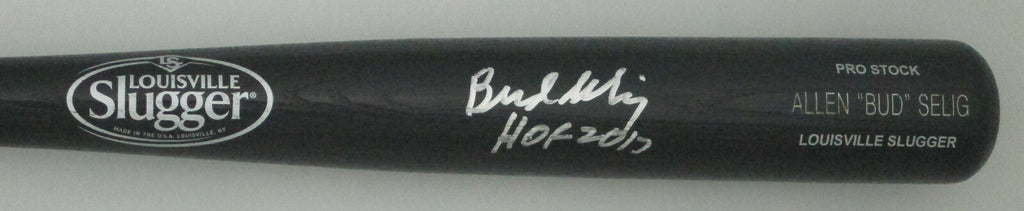 LS
LOUISVILLE
Slugger®
MADE IN THE U.S.A. LOUISVILLE, KY
Bud Selig
HOF 2017
PRO STOCK
ALLEN "BUD" SELIG
LOUISVILLE SLUGGER